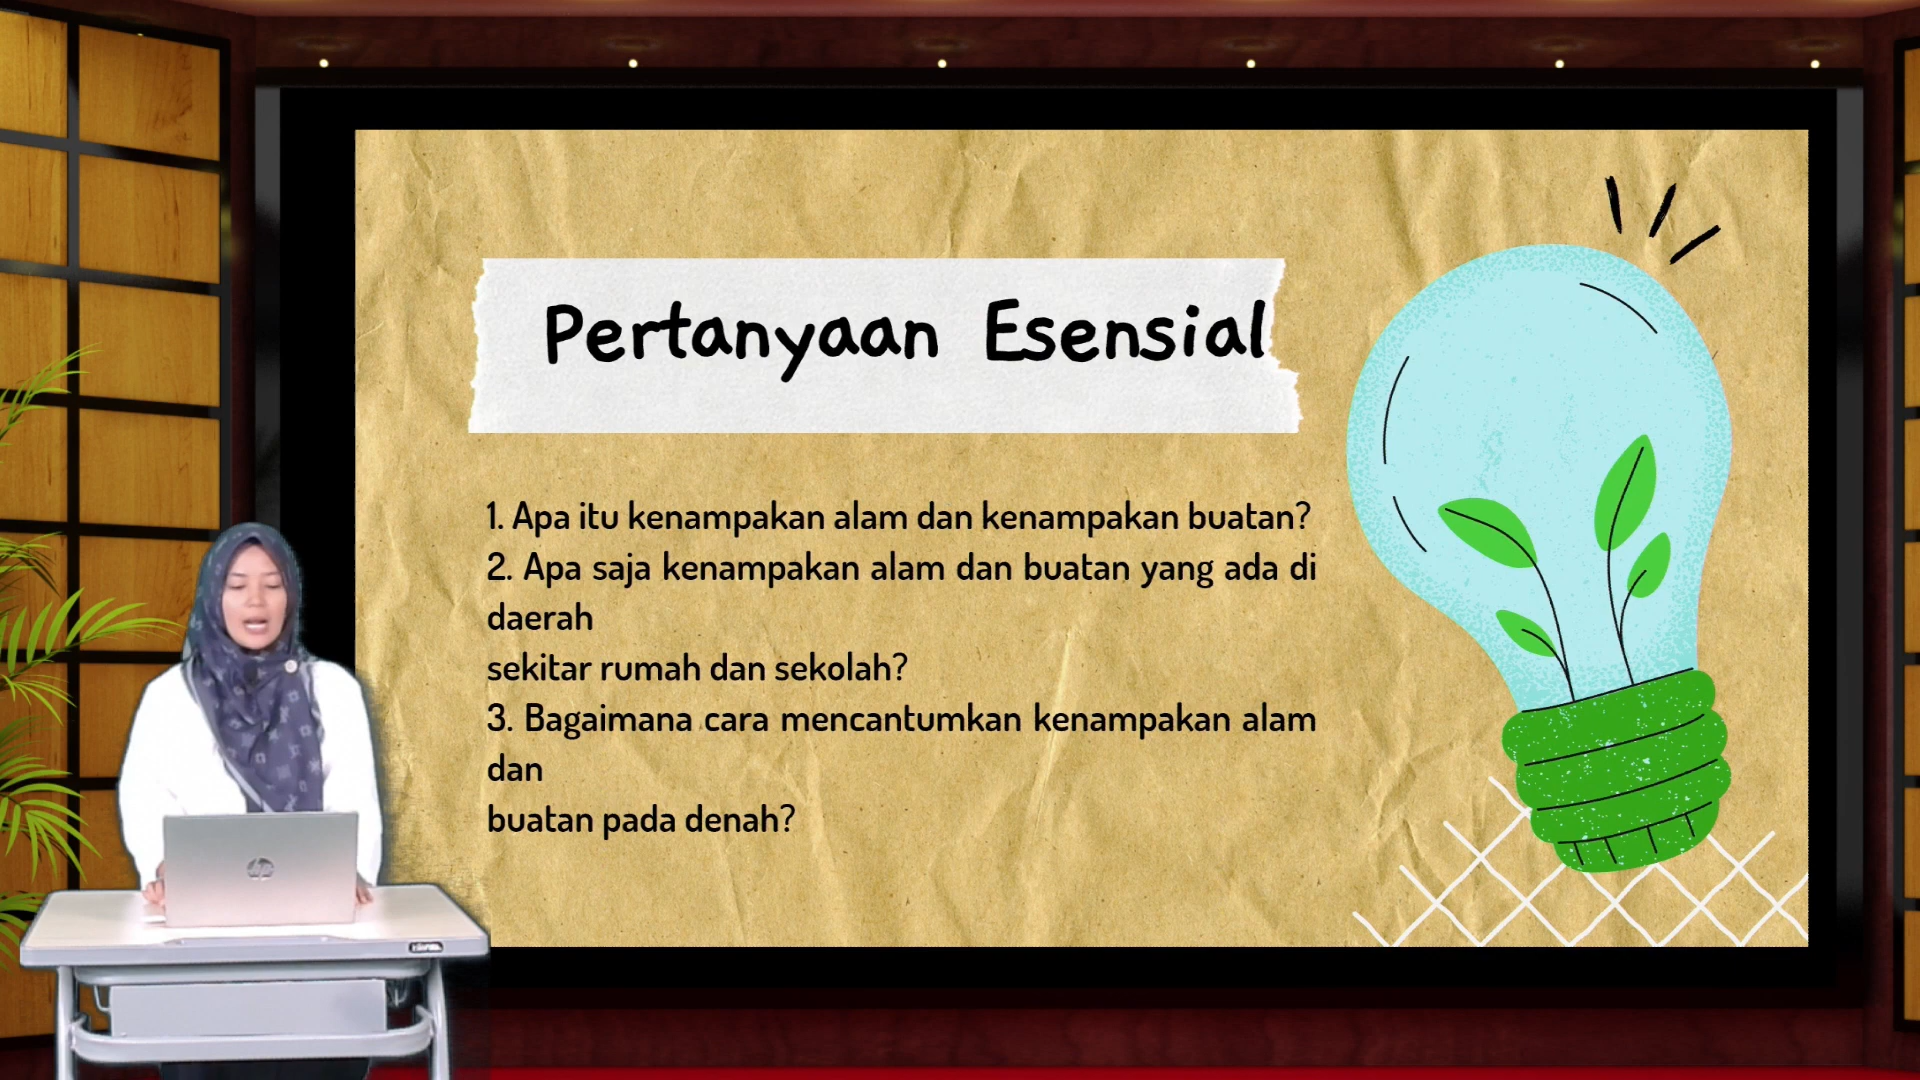 Pertanyaan Esensial
1. Apa itu kenampakan alam dan kenampakan buatan?
2. Apa saja kenampakan alam dan buatan yang ada di
daerah
sekitar rumah dan sekolah?
3. Bagaimana cara mencantumkan kenampakan alam
dan
buatan pada denah?
hp